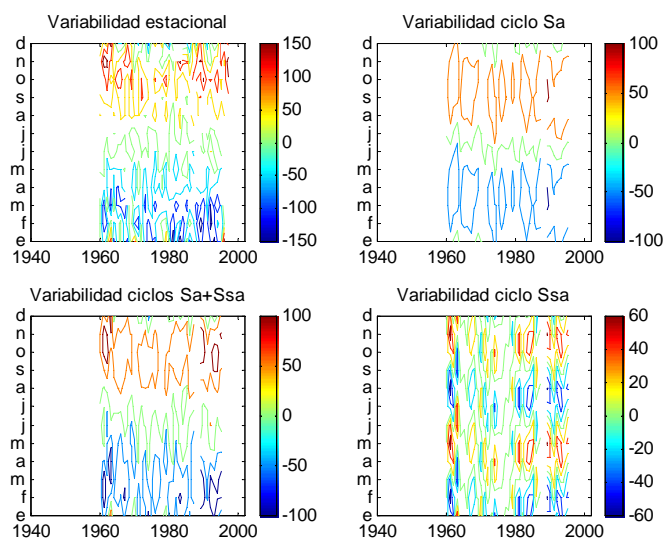 Variabilidad estacional
d
n
o
s
a
j
j
m
a
m
f
e
1940
1960
1980
2000
150
100
50
0
-50
-100
-150
Variabilidad ciclo Sa
d
n
o
s
a
j
j
m
a
m
f
e
1940
1960
1980
2000
100
50
0
-50
-100
Variabilidad ciclos Sa+Ssa
d
n
o
s
a
j
j
m
a
m
f
e
1940
1960
1980
2000
100
50
0
-50
-100
Variabilidad ciclo Ssa
d
n
o
s
a
j
j
m
a
m
f
e
1940
1960
1980
2000
60
40
20
0
-20
-40
-60